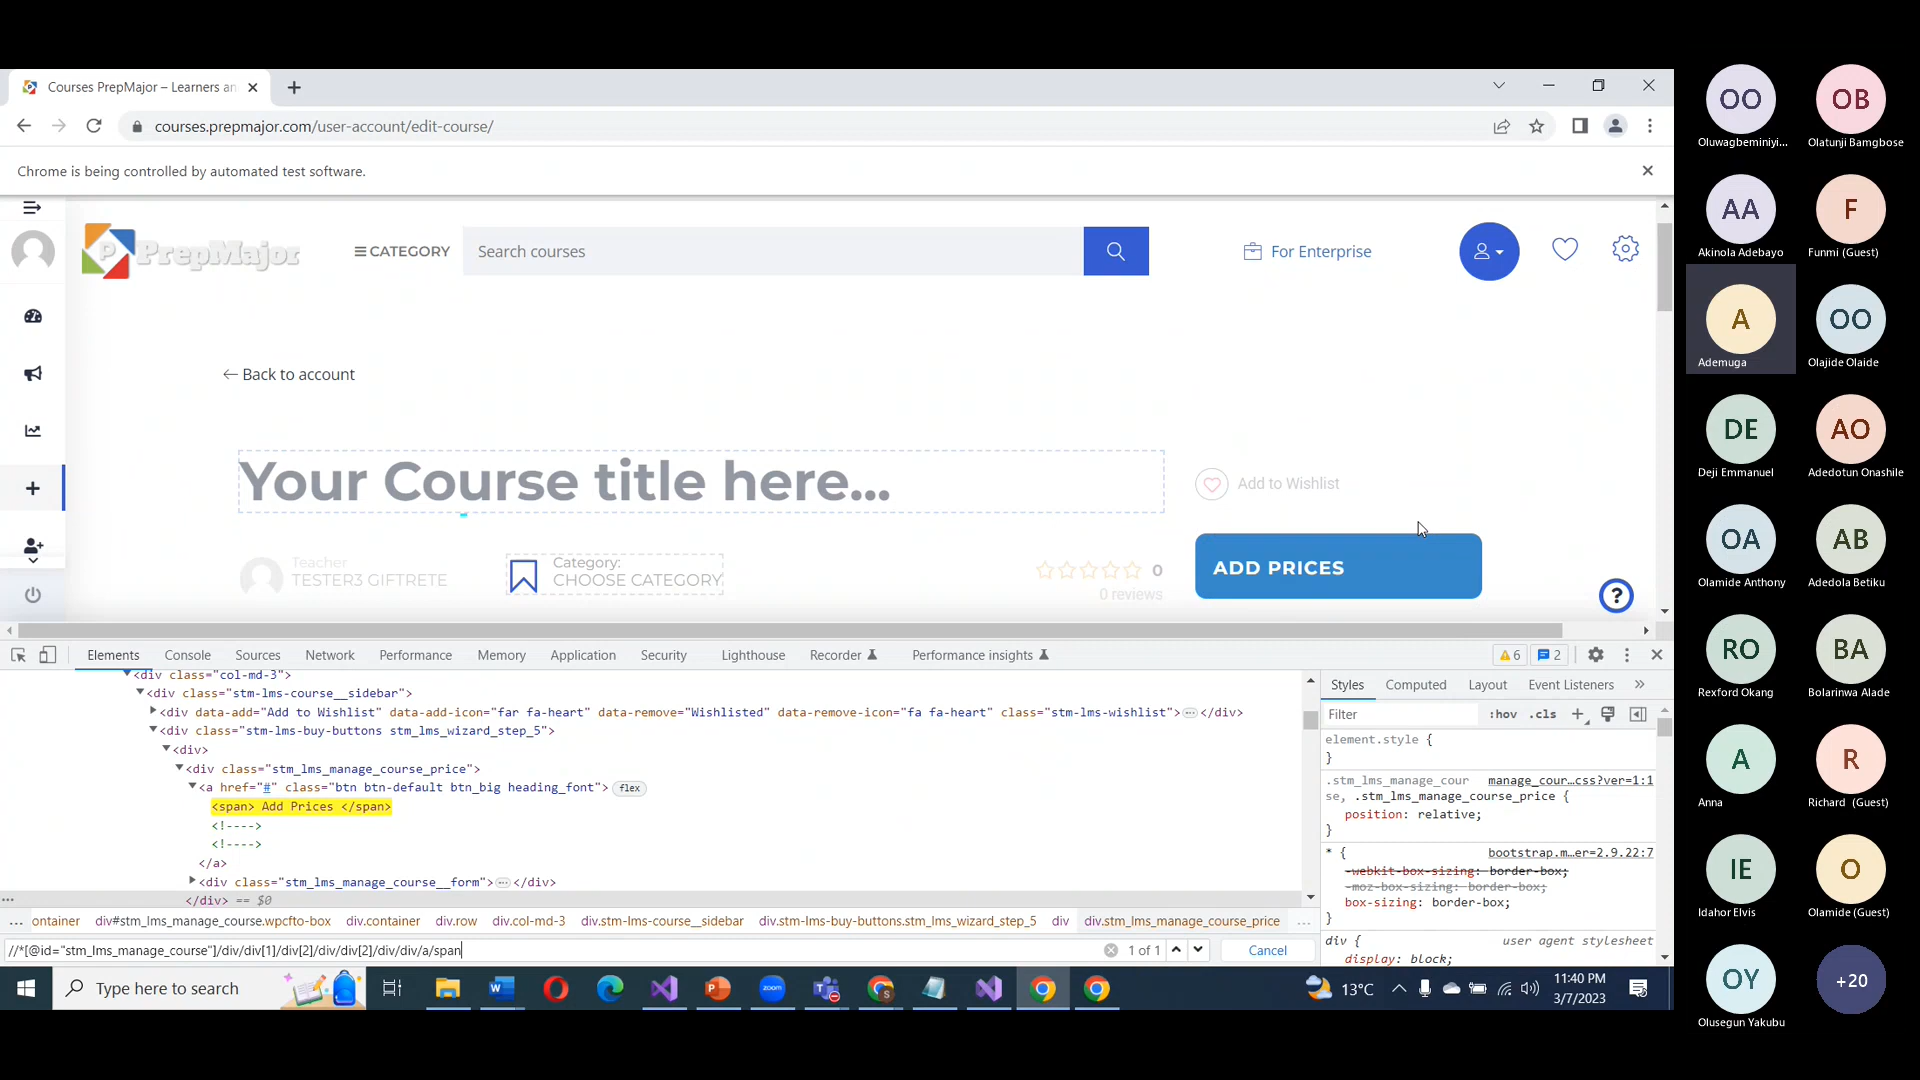 Courses PrepMajor – Learners an
courses.prepmajor.com/user-account/edit-course/
Chrome is being controlled by automated test software.
PrepMajor
CATEGORY
Search courses
For Enterprise
Back to account
Your Course title here...
Add to Wishlist
Teacher
TESTER3 GIFTRETE
Category:
CHOOSE CATEGORY
0
0 reviews
ADD PRICES
?
Elements Console Sources Network Performance Memory Application Security Lighthouse Recorder Performance insights 6 2
<div class="col-md-3">
<div class="stm-lms-course__sidebar">
<div data-add="Add to Wishlist" data-add-icon="far fa-heart" data-remove="Wishlisted" data-remove-icon="fa fa-heart" class="stm-lms-wishlist">…</div>
<div class="stm-lms-buy-buttons stm_lms_wizard_step_5">
<div>
<div class="stm_lms_manage_course_price">
<a href="#" class="btn btn-default btn_big heading_font"> flex
<span> Add Prices </span>
<!---->
<!---->
</a>
<div class="stm_lms_manage_course__form">…</div>
… </div> == $0
Styles Computed Layout Event Listeners »
Filter :hov .cls +
element.style {
}
.stm_lms_manage_cour manage_cour…css?ver=1:1
se, .stm_lms_manage_course_price {
position: relative;
}
* { bootstrap.m…er=2.9.22:7
-webkit-box-sizing: border-box;
-moz-box-sizing: border-box;
box-sizing: border-box;
}
div { user agent stylesheet
display: block;
… ontainer div#stm_lms_manage_course.wpcfto-box div.container div.row div.col-md-3 div.stm-lms-course__sidebar div.stm-lms-buy-buttons.stm_lms_wizard_step_5 div div.stm_lms_manage_course_price …
//*[@id="stm_lms_manage_course"]/div/div[1]/div[2]/div/div[2]/div/div/a/span 1 of 1 Cancel
Type here to search
zoom
13°C
11:40 PM
3/7/2023
OO OB
Oluwagbeminiyi... Olatunji Bamgbose
AA F
Akinola Adebayo Funmi (Guest)
A OO
Ademuga Olajide Olaide
DE AO
Deji Emmanuel Adedotun Onashile
OA AB
Olamide Anthony Adedola Betiku
RO BA
Rexford Okang Bolarinwa Alade
A R
Anna Richard (Guest)
IE O
Idahor Elvis Olamide (Guest)
OY +20
Olusegun Yakubu